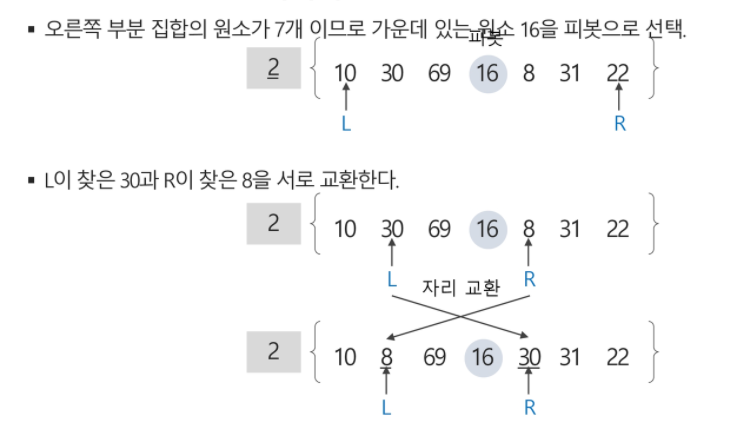 ▪ 오른쪽 부분 집합의 원소가 7개 이므로 가운데 있는 원소 16을 피봇으로 선택.
피봇
2 { 10 30 69 16 8 31 22 }
L R
▪ L이 찾은 30과 R이 찾은 8을 서로 교환한다.
2 { 10 30 69 16 8 31 22 }
L R
자리 교환
2 { 10 8 69 16 30 31 22 }
L R